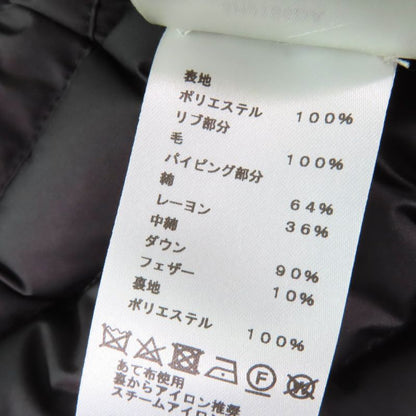 表地
ポリエステル 100%
リブ部分
毛 100%
パイピング部分
綿 64%
レーヨン 36%
中綿
ダウン 90%
フェザー 10%
裏地
ポリエステル 100%
F
あて布使用
裏からアイロン推奨
スチームアイロン